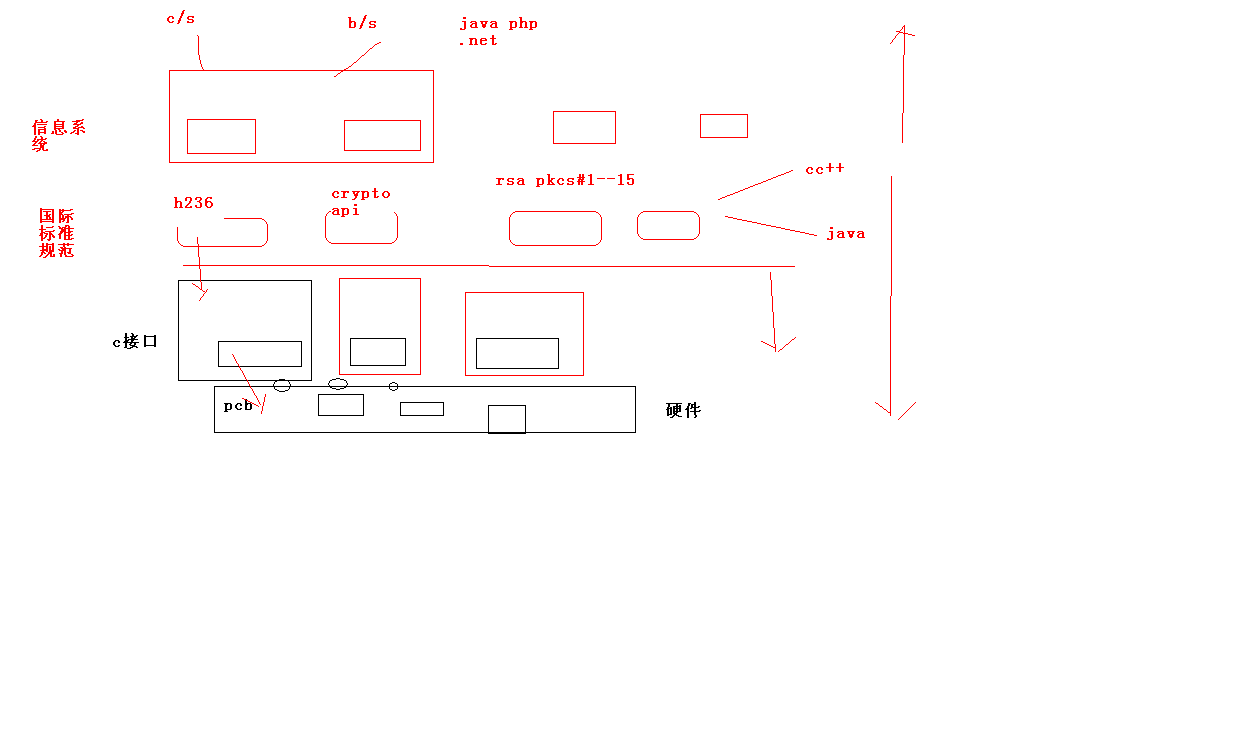 c/s
b/s
java php
.net
信息系
统
rsa pkcs#1--15
cc++
h236
crypto
api
国际
标准
规范
java
c接口
pcb
硬件